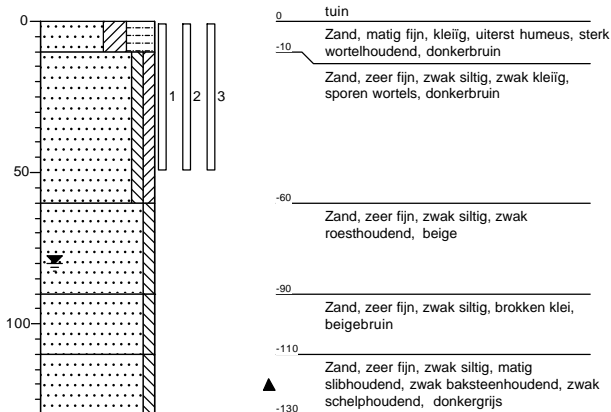 0
50
100
1
2
3
0
tuin
Zand, matig fijn, kleiïg, uiterst humeus, sterk
wortelhoudend, donkerbruin
-10
Zand, zeer fijn, zwak siltig, zwak kleiïg,
sporen wortels, donkerbruin
-60
Zand, zeer fijn, zwak siltig, zwak
roesthoudend, beige
-90
Zand, zeer fijn, zwak siltig, brokken klei,
beigebruin
-110
Zand, zeer fijn, zwak siltig, matig
slibhoudend, zwak baksteenhoudend, zwak
schelphoudend, donkergrijs
-130